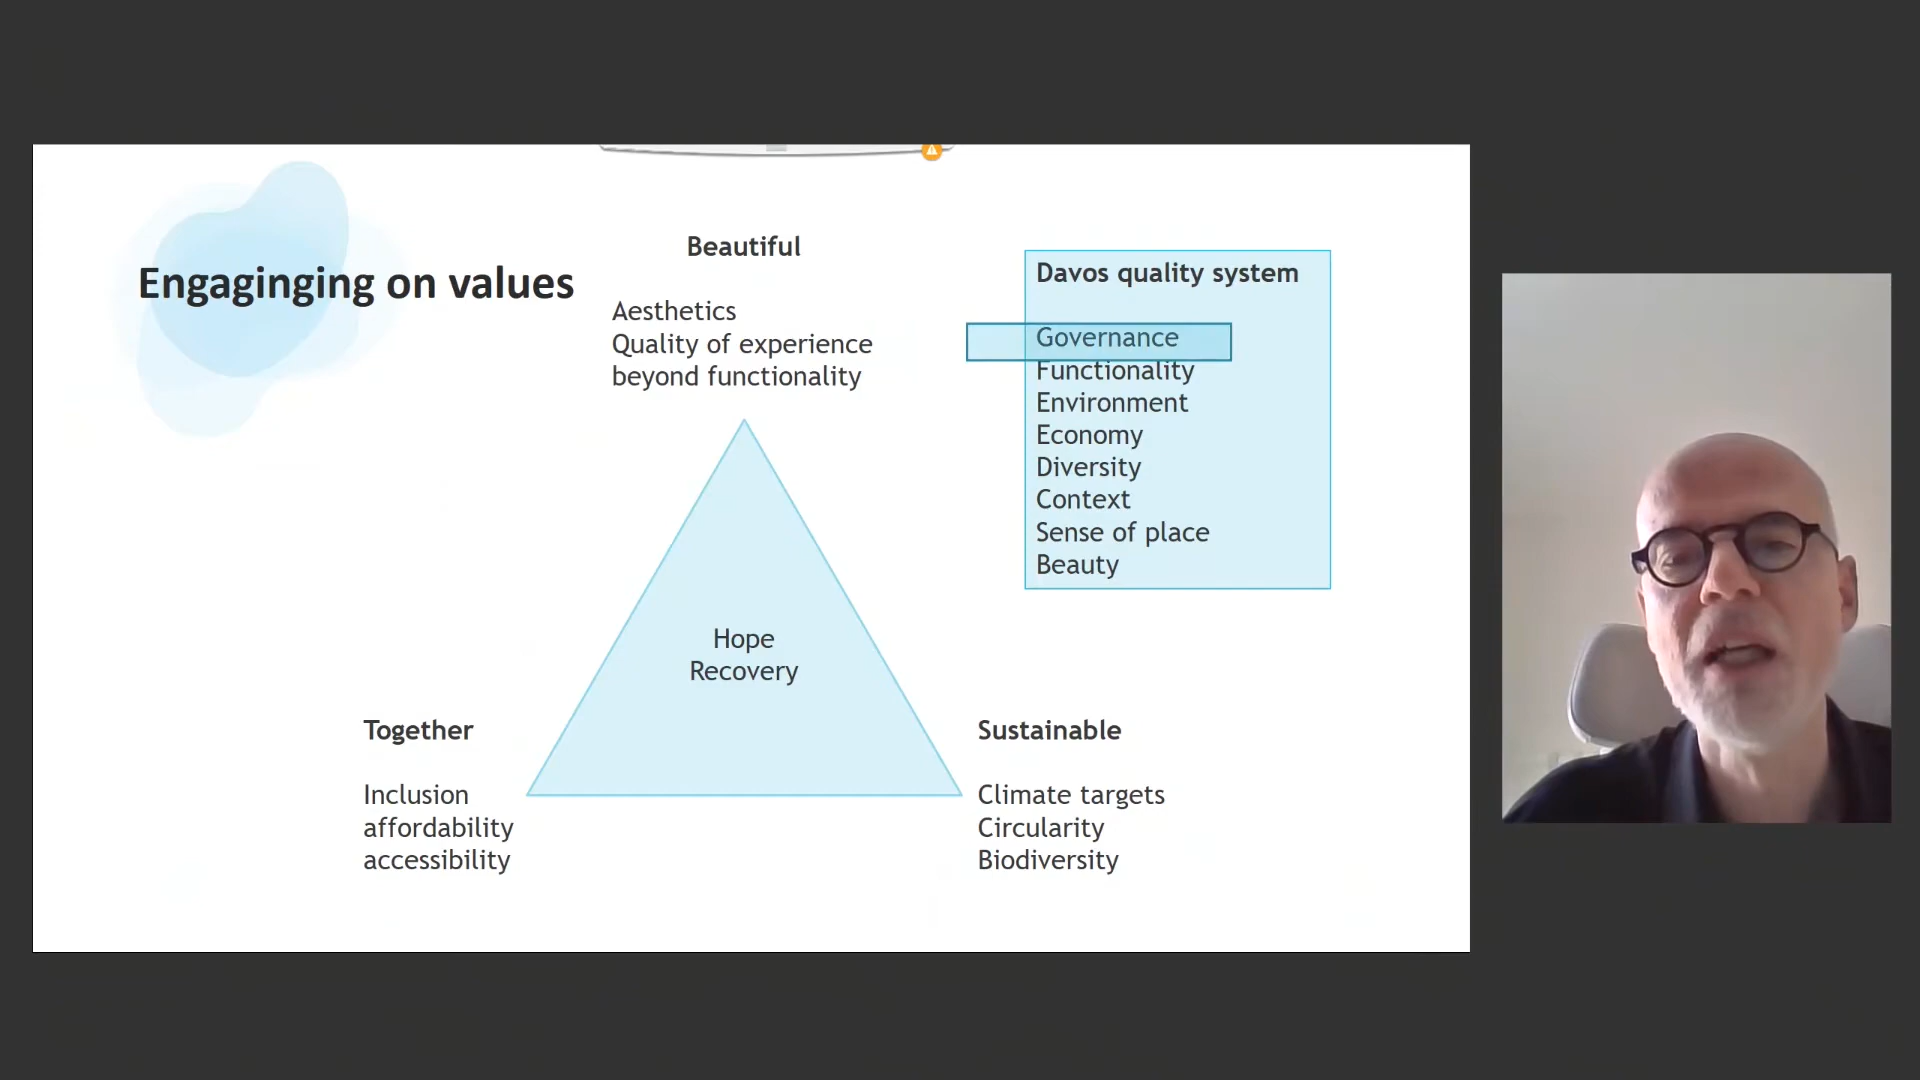 Engaginging on values
Beautiful
Aesthetics
Quality of experience
beyond functionality
Davos quality system
Governance
Functionality
Environment
Economy
Diversity
Context
Sense of place
Beauty
Hope
Recovery
Together
Inclusion
affordability
accessibility
Sustainable
Climate targets
Circularity
Biodiversity